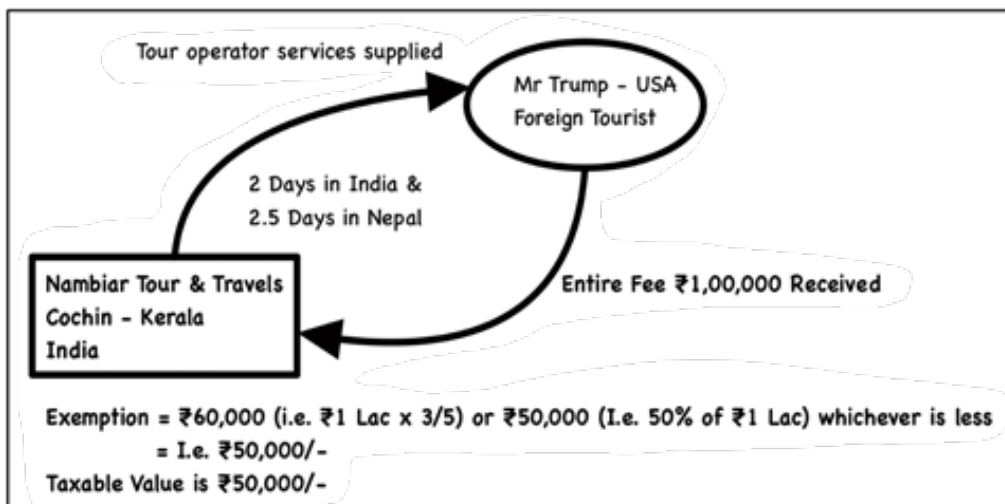 Tour operator services supplied
Mr Trump - USA
Foreign Tourist
2 Days in India &
2.5 Days in Nepal
Nambiar Tour & Travels
Cochin - Kerala
India
Entire Fee ₹1,00,000 Received
Exemption = ₹60,000 (i.e. ₹1 Lac x 3/5) or ₹50,000 (I.e. 50% of ₹1 Lac) whichever is less
= I.e. ₹50,000/-
Taxable Value is ₹50,000/-